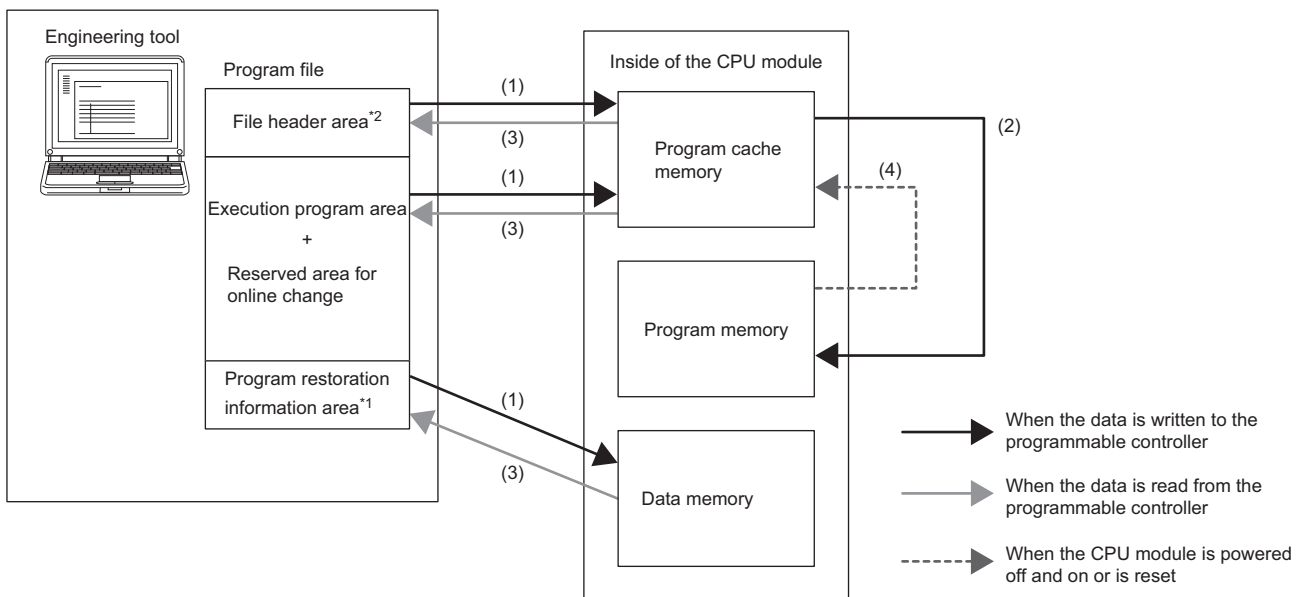 Engineering tool
Program file
File header area*2
Execution program area
+
Reserved area for
online change
Program restoration
information area*1
(1)
(3)
(1)
(3)
(1)
(3)
Inside of the CPU module
Program cache
memory
Program memory
Data memory
(2)
(4)
When the data is written to the
programmable controller
When the data is read from the
programmable controller
When the CPU module is powered
off and on or is reset